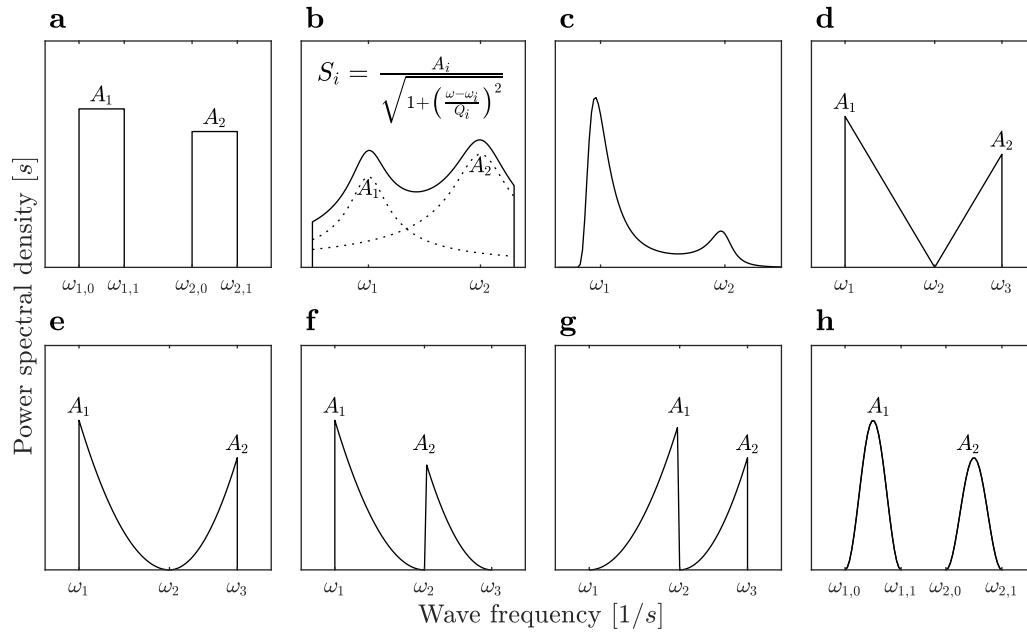 a b c d
S_i = A_i / √(1+((ω−ω_i)/Q_i)^2)
A_1 A_2
A_1 A_2
A_1 A_2
ω_{1,0} ω_{1,1} ω_{2,0} ω_{2,1}
ω_1 ω_2
ω_1 ω_2
ω_1 ω_2 ω_3
Power spectral density [s]
e f g h
A_1 A_2
A_1 A_2
A_1 A_2
A_1 A_2
ω_1 ω_2 ω_3
ω_1 ω_2 ω_3
ω_1 ω_2 ω_3
ω_{1,0} ω_{1,1} ω_{2,0} ω_{2,1}
Wave frequency [1/s]